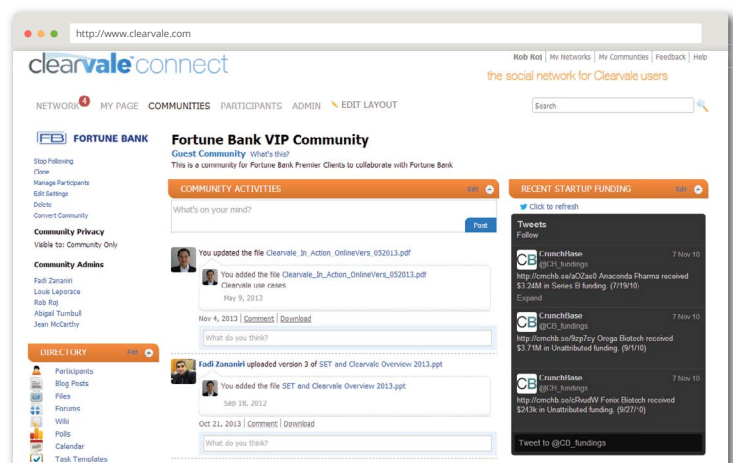 http://www.clearvale.com
clearvale connect
Rob Roj | My Networks | My Communities | Feedback | Help
the social network for Clearvale users
NETWORK 4 MY PAGE COMMUNITIES PARTICIPANTS ADMIN EDIT LAYOUT
Search
FB FORTUNE BANK
Stop Following
Clone
Manage Participants
Edit Settings
Delete
Convert Community
Community Privacy
Visible to: Community Only
Community Admins
Fadi Zananiri
Louis Leporace
Rob Roj
Abigail Turnbull
Jean McCarthy
DIRECTORY Edit
Participants
Blog Posts
Files
Forums
Wiki
Polls
Calendar
Task Templates
Fortune Bank VIP Community
Guest Community What's this?
This is a community for Fortune Bank Premier Clients to collaborate with Fortune Bank
COMMUNITY ACTIVITIES Edit
What's on your mind?
Post
You updated the file Clearvale_In_Action_OnlineVers_052013.pdf
You added the file Clearvale_In_Action_OnlineVers_052013.pdf
Clearvale use cases
May 9, 2013
Nov 4, 2013 | Comment | Download
What do you think?
Fadi Zananiri uploaded version 3 of SET and Clearvale Overview 2013.ppt
You added the file SET and Clearvale Overview 2013.ppt
Sep 18, 2012
Oct 21, 2013 | Comment | Download
What do you think?
RECENT STARTUP FUNDING Edit
Click to refresh
Tweets
Follow
CB CrunchBase 7 Nov 10
@CB_fundings
http://cmchb.se/aOZas0 Anaconda Pharma received
$3.24M in Series B funding. (7/19/10)
Expand
CB CrunchBase 7 Nov 10
@CB_fundings
http://cmchb.se/9zp7cy Orega Biotech received
$3.71M in Unattributed funding. (9/1/10)
CB CrunchBase 7 Nov 10
@CB_fundings
http://cmchb.se/cRvudW Fonix Biotech received
$243k in Unattributed funding. (9/27/10)
Tweet to @CB_fundings